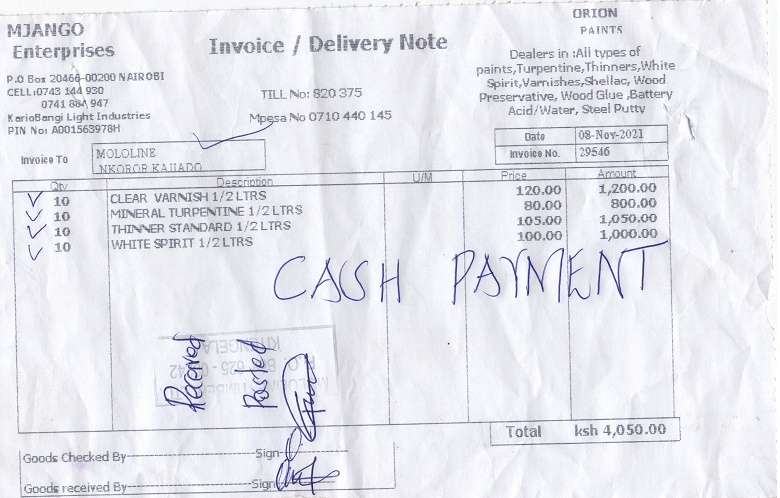 MJANGO
Enterprises
P.O Box 20466-00200 NAIROBI
CELL:0743 144 930
0741 884 947
KarioBangi Light Industries
PIN No: A001563978H
Invoice / Delivery Note
TILL No: 820 375
Mpesa No 0710 440 145
ORION
PAINTS
Dealers in :All types of
paints,Turpentine,Thinners,White
Spirit,Varnishes,Shellac, Wood
Preservative, Wood Glue ,Battery
Acid/Water, Steel Putty
Date 08-Nov-2021
Invoice No. 29546
Invoice To MOLOLINE
NKOROR KAJIADO
Qty Description U/M Price Amount
10 CLEAR VARNISH 1/2 LTRS 120.00 1,200.00
10 MINERAL TURPENTINE 1/2 LTRS 80.00 800.00
10 THINNER STANDARD 1/2 LTRS 105.00 1,050.00
10 WHITE SPIRIT 1/2 LTRS 100.00 1,000.00
CASH PAYMENT
Received
Posted
KITENGELA
Total ksh 4,050.00
Goods Checked By Sign
Goods received By Sign